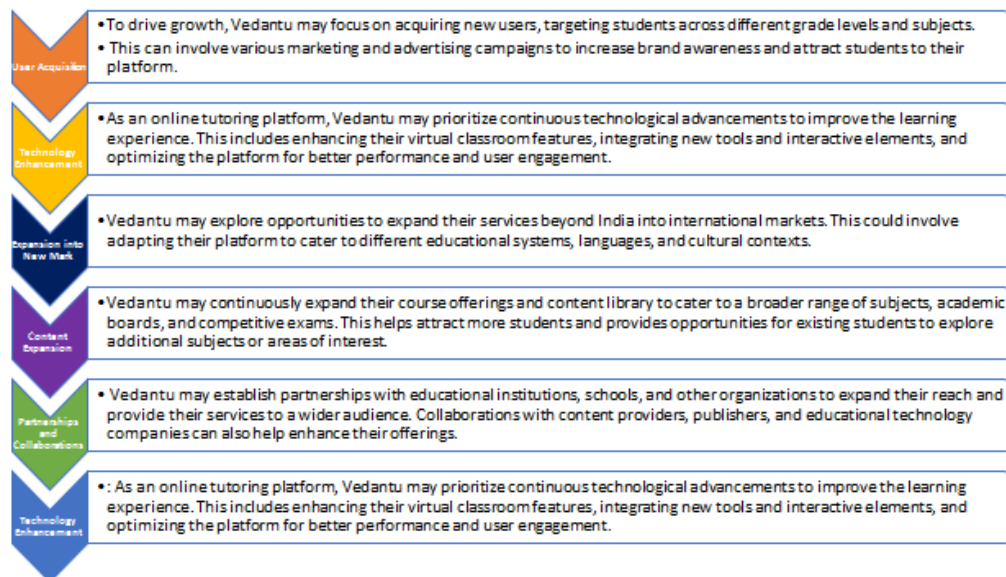 User Acquisition
• To drive growth, Vedantu may focus on acquiring new users, targeting students across different grade levels and subjects.
• This can involve various marketing and advertising campaigns to increase brand awareness and attract students to their
platform.
Technology
Enhancement
• As an online tutoring platform, Vedantu may prioritize continuous technological advancements to improve the learning
experience. This includes enhancing their virtual classroom features, integrating new tools and interactive elements, and
optimizing the platform for better performance and user engagement.
Expansion into
New Mark
• Vedantu may explore opportunities to expand their services beyond India into international markets. This could involve
adapting their platform to cater to different educational systems, languages, and cultural contexts.
Content
Expansion
• Vedantu may continuously expand their course offerings and content library to cater to a broader range of subjects, academic
boards, and competitive exams. This helps attract more students and provides opportunities for existing students to explore
additional subjects or areas of interest.
Partnerships
and
Collaborations
• Vedantu may establish partnerships with educational institutions, schools, and other organizations to expand their reach and
provide their services to a wider audience. Collaborations with content providers, publishers, and educational technology
companies can also help enhance their offerings.
Technology
Enhancement
• : As an online tutoring platform, Vedantu may prioritize continuous technological advancements to improve the learning
experience. This includes enhancing their virtual classroom features, integrating new tools and interactive elements, and
optimizing the platform for better performance and user engagement.